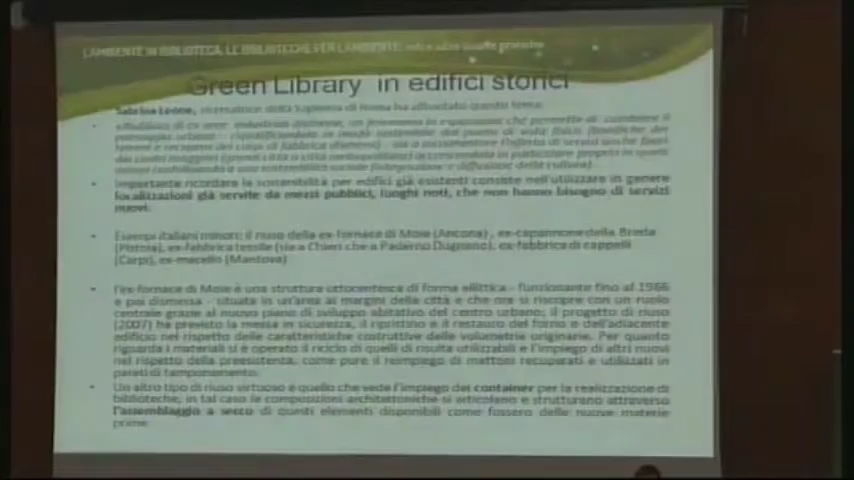 L'AMBIENTE IN BIBLIOTECA, LE BIBLIOTECHE PER L'AMBIENTE:
Green Library in edifici storici
Sabrina Leone, ricercatrice della Sapienza di Roma ha affrontato questo tema:
• Importante ricordare la sostenibilità per edifici già esistenti consiste nell'utilizzare in genere
localizzazioni già servite da mezzi pubblici, luoghi noti, che non hanno bisogno di servizi
nuovi.
• Esempi italiani minori: il riuso della ex-fornace di Moie (Ancona) , ex-capannone della Breda
(Pistoia), ex-fabbrica tessile (sia a Chieri che a Paderno Dugnano), ex-fabbrica di cappelli
(Carpi), ex-macello (Mantova)
• l'ex-fornace di Moie è una struttura ottocentesca di forma ellittica - funzionante fino al 1966
e poi dismessa - situata in un'area ai margini della città e che ora si riscopre con un ruolo
centrale grazie al nuovo piano di sviluppo abitativo del centro urbano; il progetto di riuso
(2007) ha previsto la messa in sicurezza, il ripristino e il restauro del forno e dell'adiacente
edificio nel rispetto delle caratteristiche costruttive delle volumetrie originarie. Per quanto
riguarda i materiali si è operato il riciclo di quelli di risulta utilizzabili e l'impiego di altri nuovi
nel rispetto della preesistenza, come pure il reimpiego di mattoni recuperati e utilizzati in
pareti di tamponamento.
• Un altro tipo di riuso virtuoso è quello che vede l'impiego dei container per la realizzazione di
biblioteche, in tal caso le composizioni architettoniche si articolano e strutturano attraverso
l'assemblaggio a secco di questi elementi disponibili come fossero delle nuove materie
prime